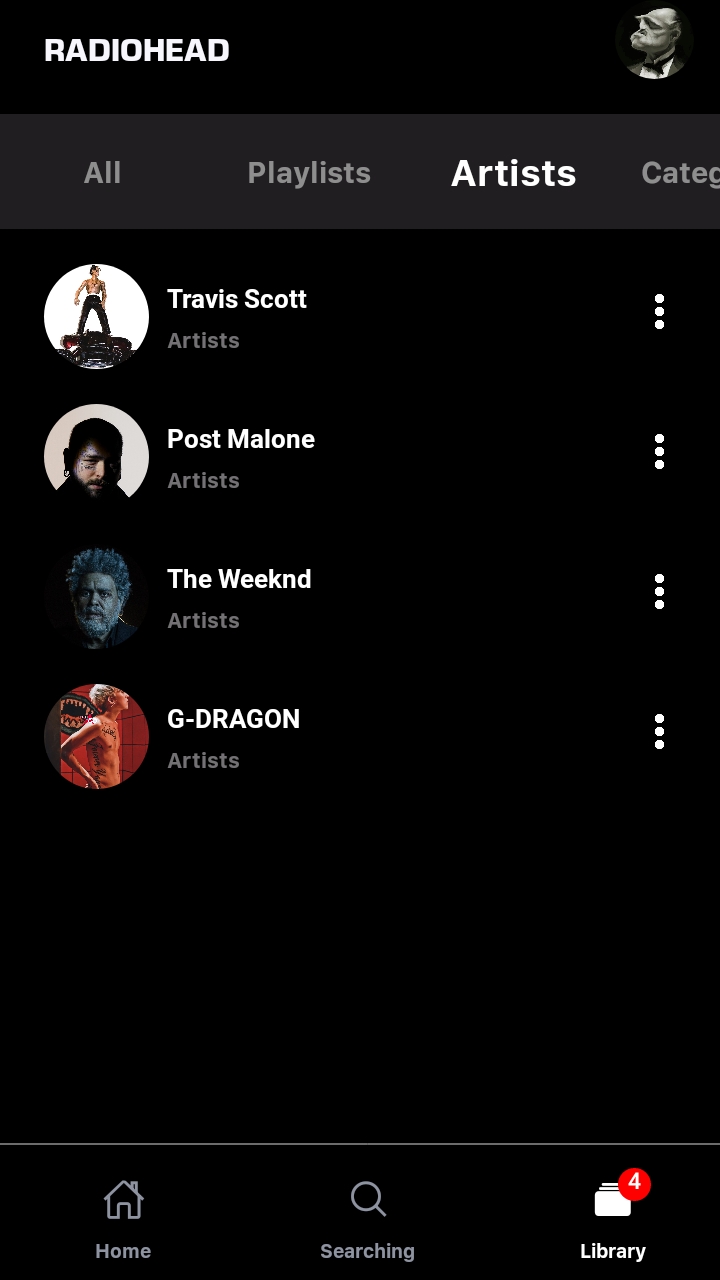 RADIOHEAD
All Playlists Artists Categ
Travis Scott
Artists
Post Malone
Artists
The Weeknd
Artists
G-DRAGON
Artists
4
Home Searching Library